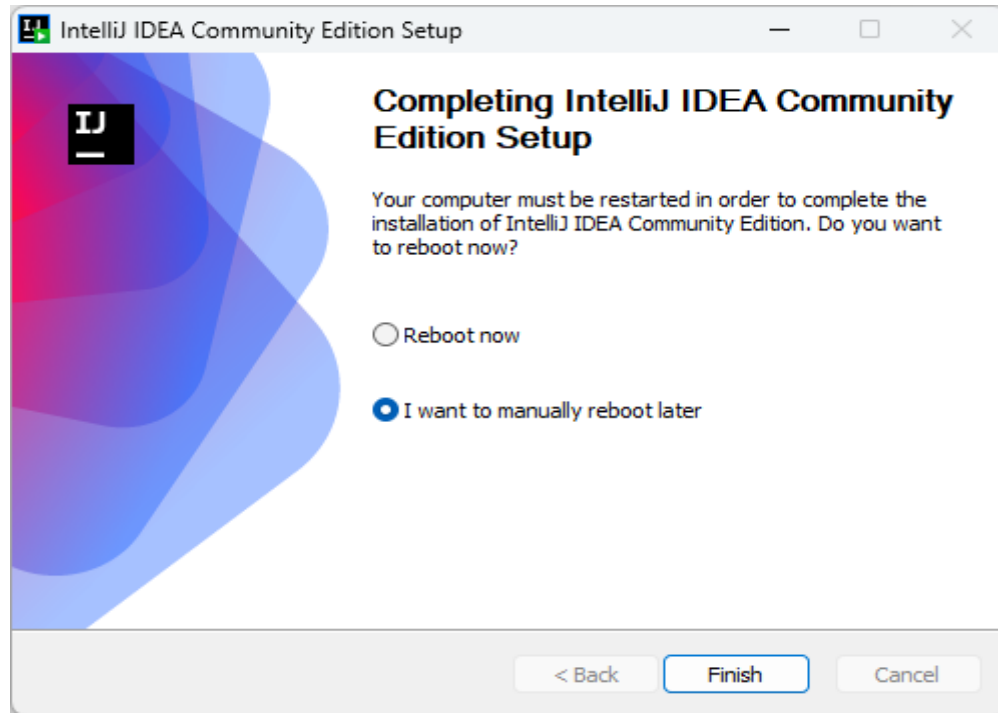 IntelliJ IDEA Community Edition Setup
IJ
Completing IntelliJ IDEA Community
Edition Setup
Your computer must be restarted in order to complete the
installation of IntelliJ IDEA Community Edition. Do you want
to reboot now?
Reboot now
I want to manually reboot later
< Back
Finish
Cancel